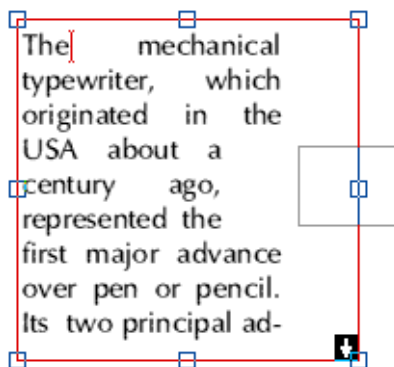 The mechanical
typewriter, which
originated in the
USA about a
century ago,
represented the
first major advance
over pen or pencil.
Its two principal ad-